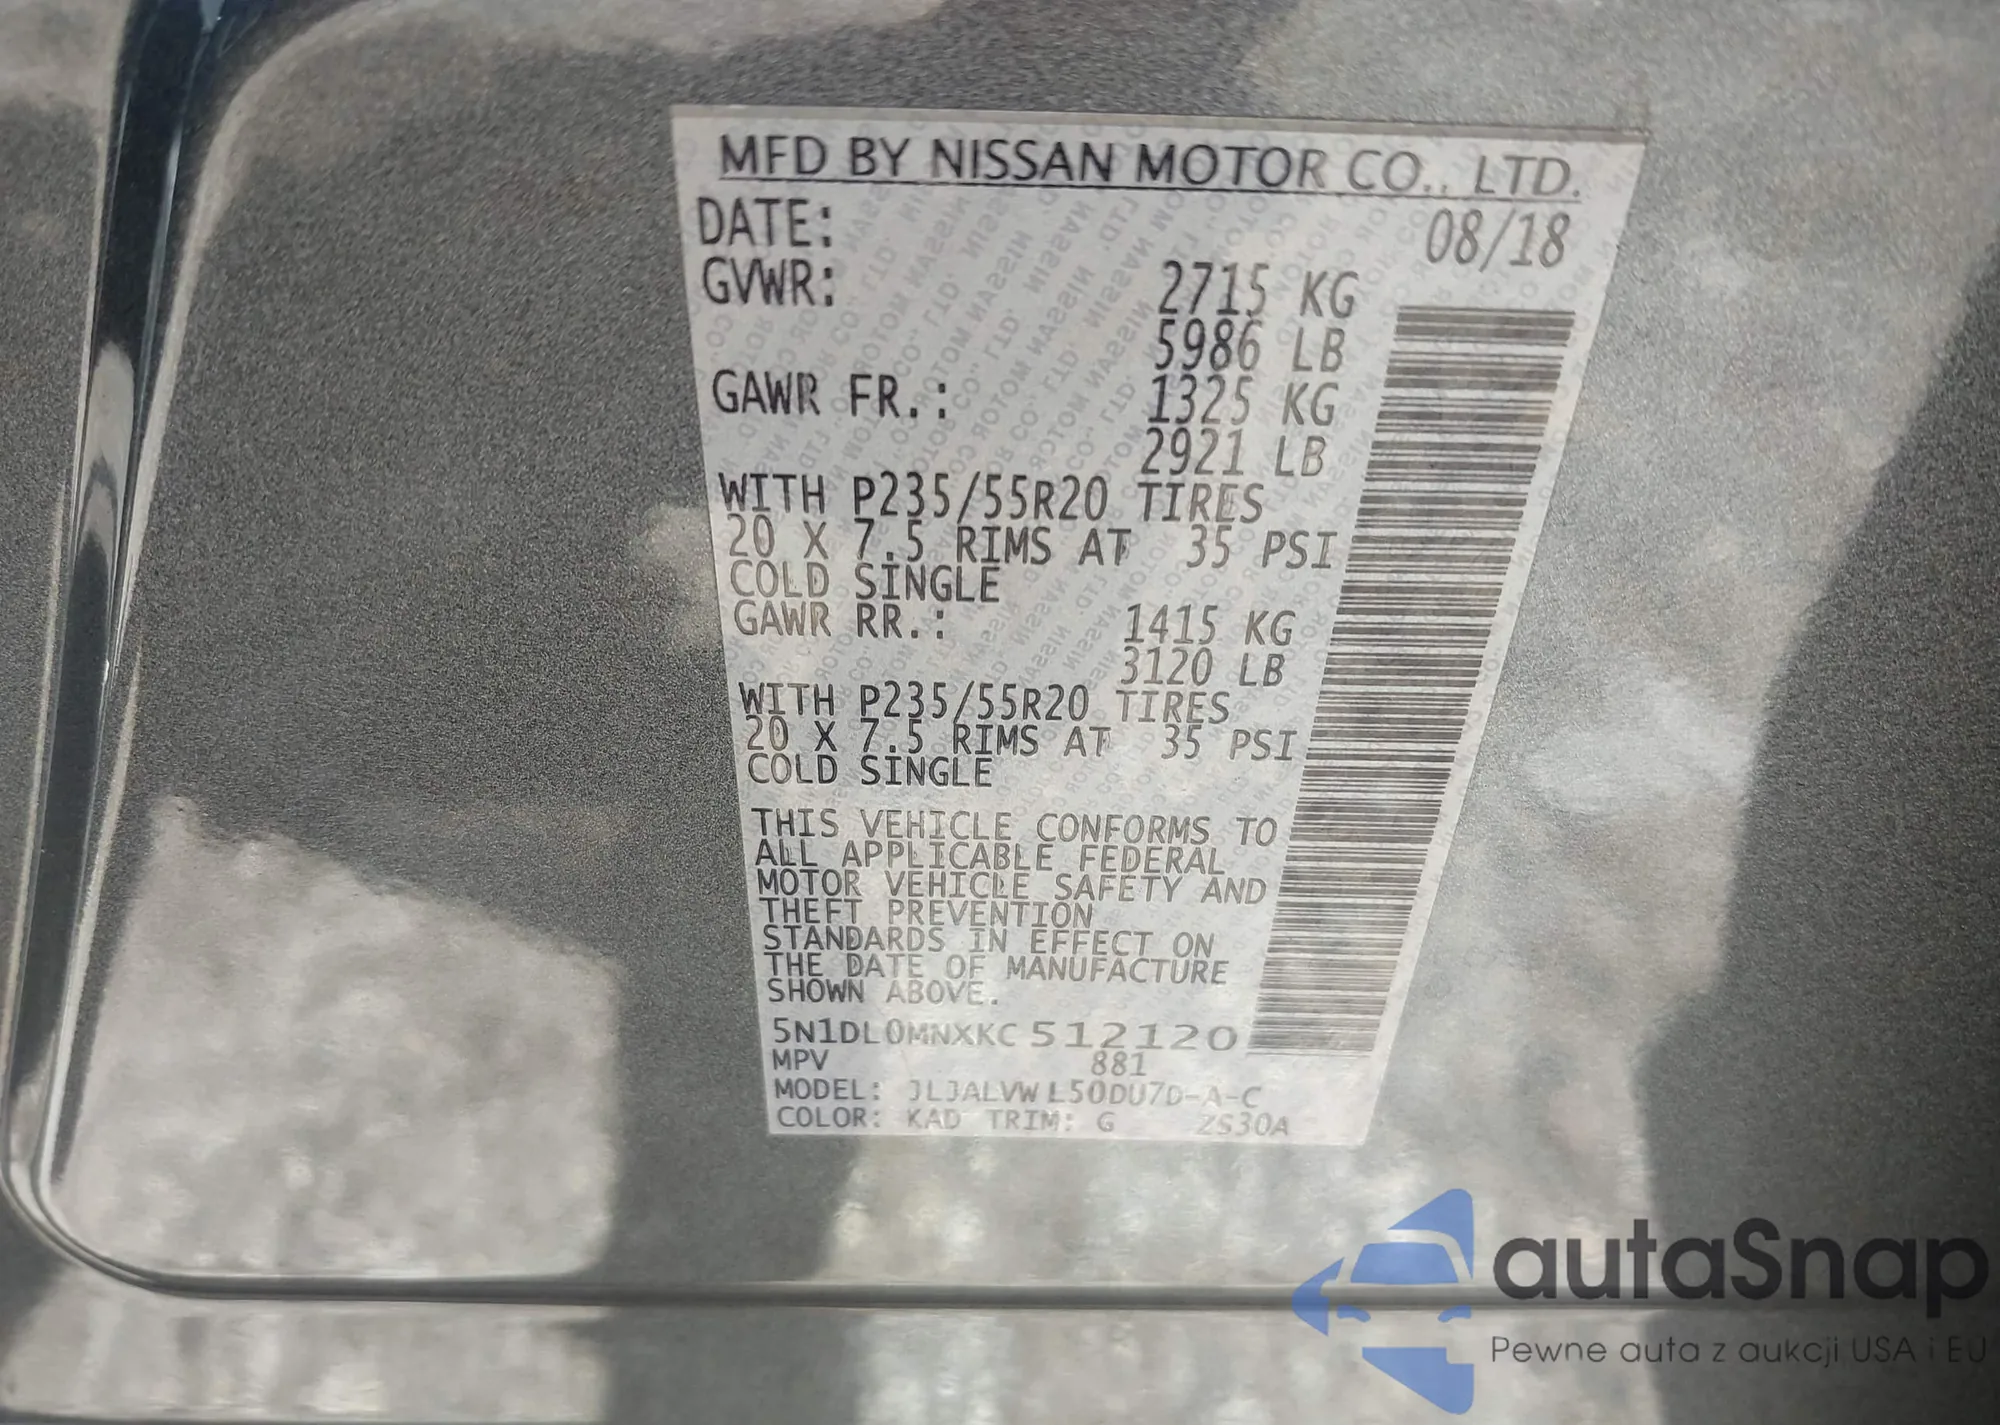 MFD BY NISSAN MOTOR CO., LTD.
DATE: 08/18
GVWR: 2715 KG
5986 LB
GAWR FR.: 1325 KG
2921 LB
WITH P235/55R20 TIRES
20 X 7.5 RIMS AT 35 PSI
COLD SINGLE
GAWR RR.: 1415 KG
3120 LB
WITH P235/55R20 TIRES
20 X 7.5 RIMS AT 35 PSI
COLD SINGLE
THIS VEHICLE CONFORMS TO
ALL APPLICABLE FEDERAL
MOTOR VEHICLE SAFETY AND
THEFT PREVENTION
STANDARDS IN EFFECT ON
THE DATE OF MANUFACTURE
SHOWN ABOVE.
5N1DL0MNXKC512120
MPV 881
MODEL: JLJALVWL50DU7D-A-C
COLOR: KAD TRIM: G ZS30A
autaSnap
Pewne auta z aukcji USA i EU